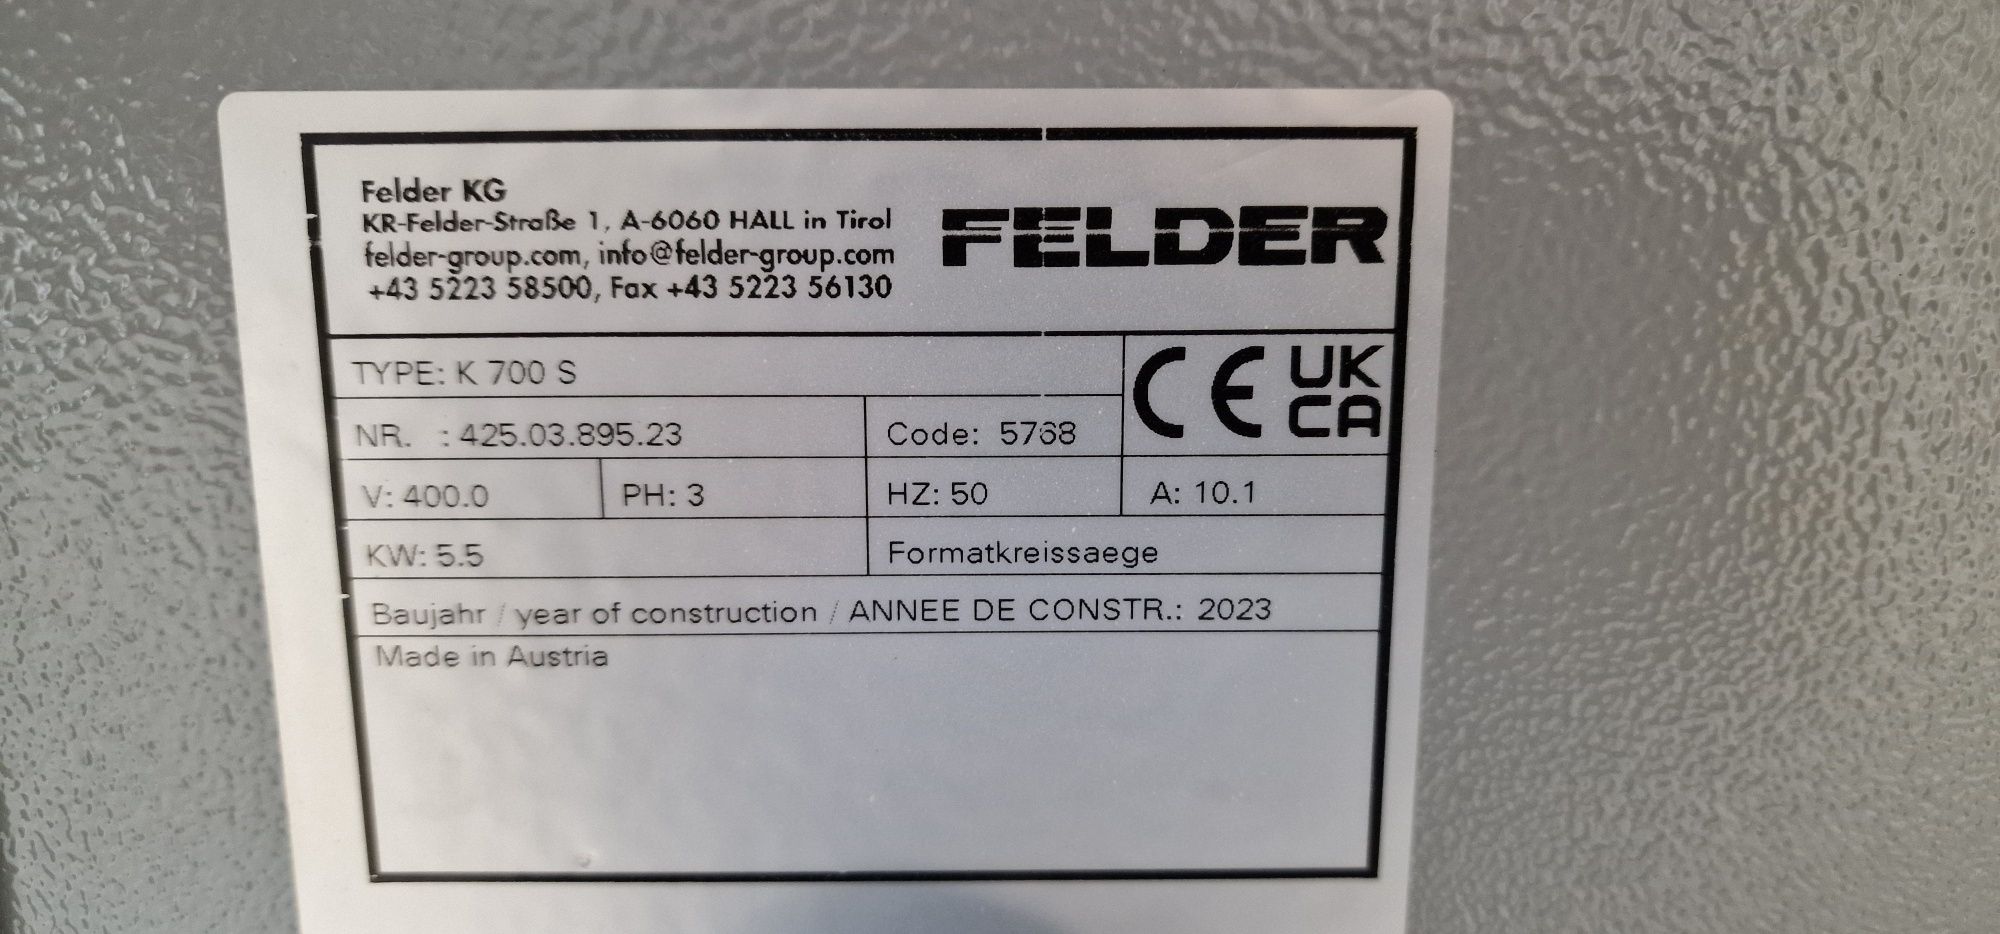 Felder KG
KR-Felder-Straße 1, A-6060 HALL in Tirol
felder-group.com, info@felder-group.com
+43 5223 58500, Fax +43 5223 56130
FELDER
TYPE: K 700 S
CE UK
CA
NR. : 425.03.895.23 Code: 5768
V: 400.0 PH: 3 HZ: 50 A: 10.1
KW: 5.5 Formatkreissaege
Baujahr / year of construction / ANNEE DE CONSTR.: 2023
Made in Austria